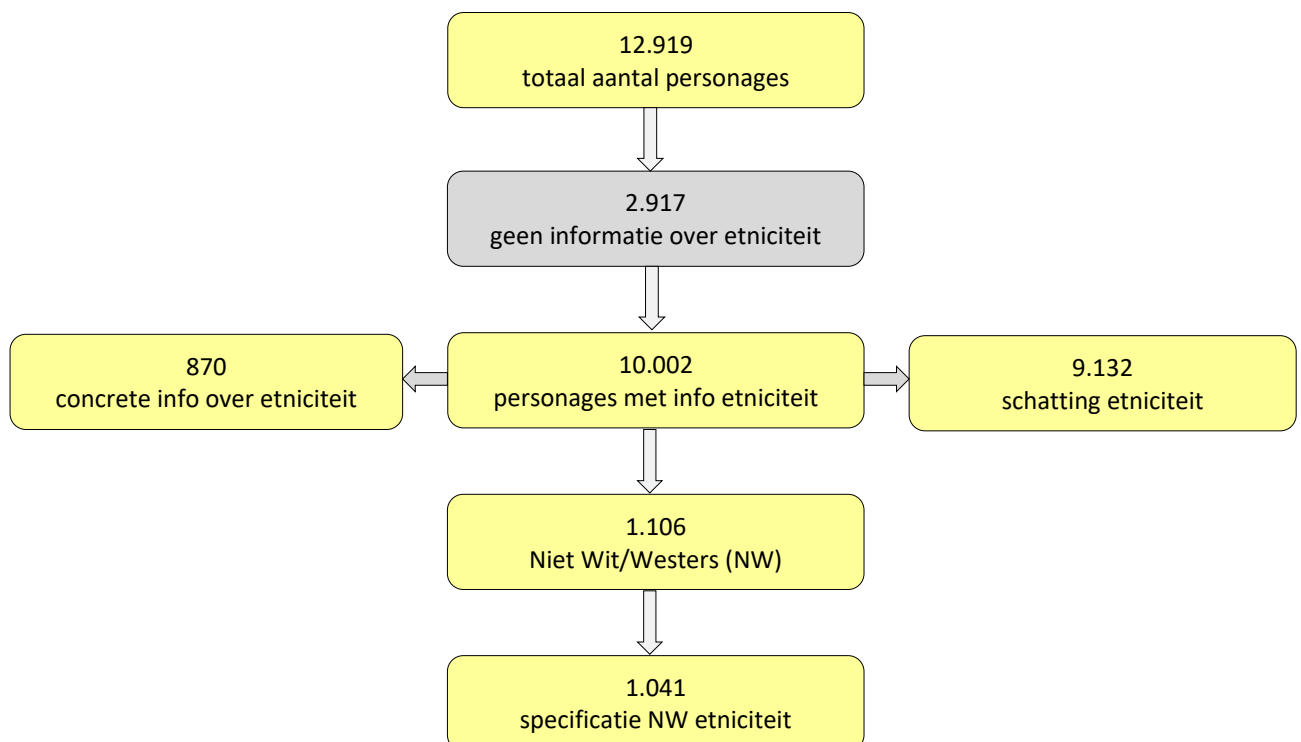 12.919
totaal aantal personages
2.917
geen informatie over etniciteit
870
concrete info over etniciteit
10.002
personages met info etniciteit
9.132
schatting etniciteit
1.106
Niet Wit/Westers (NW)
1.041
specificatie NW etniciteit